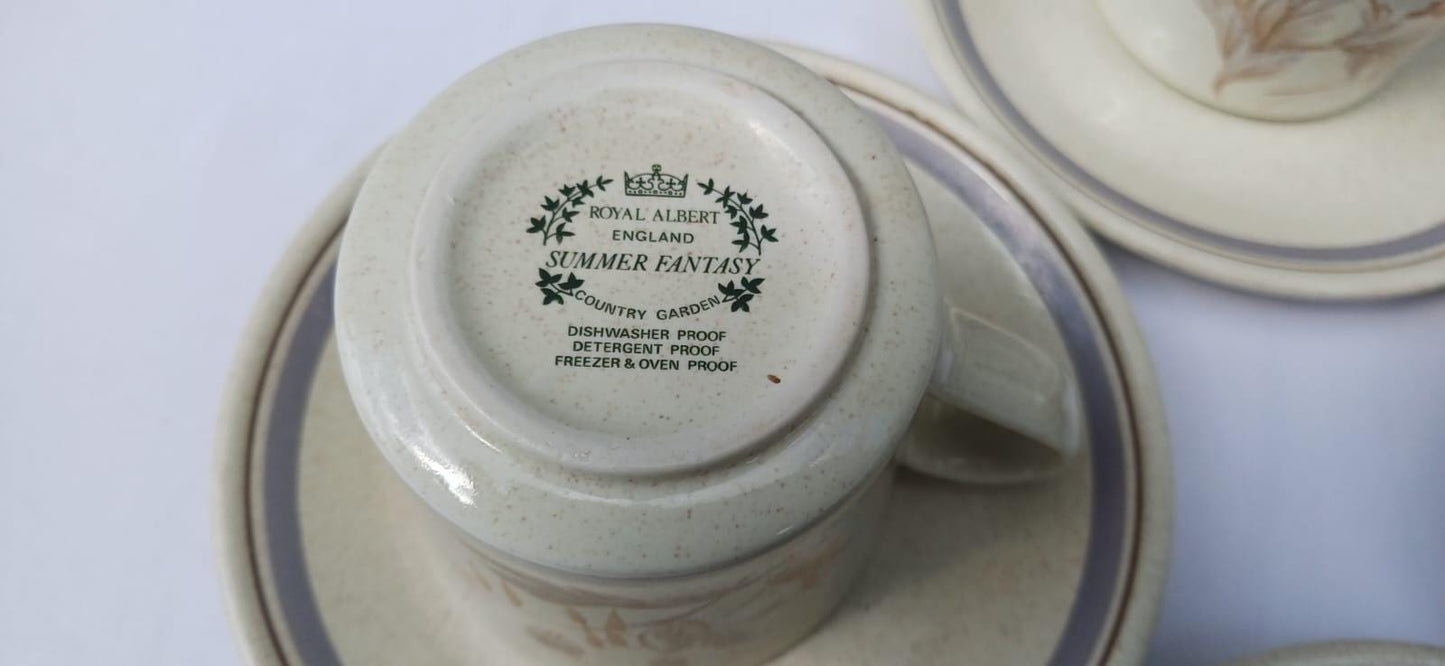 ROYAL ALBERT
ENGLAND
SUMMER FANTASY
COUNTRY GARDEN
DISHWASHER PROOF
DETERGENT PROOF
FREEZER & OVEN PROOF